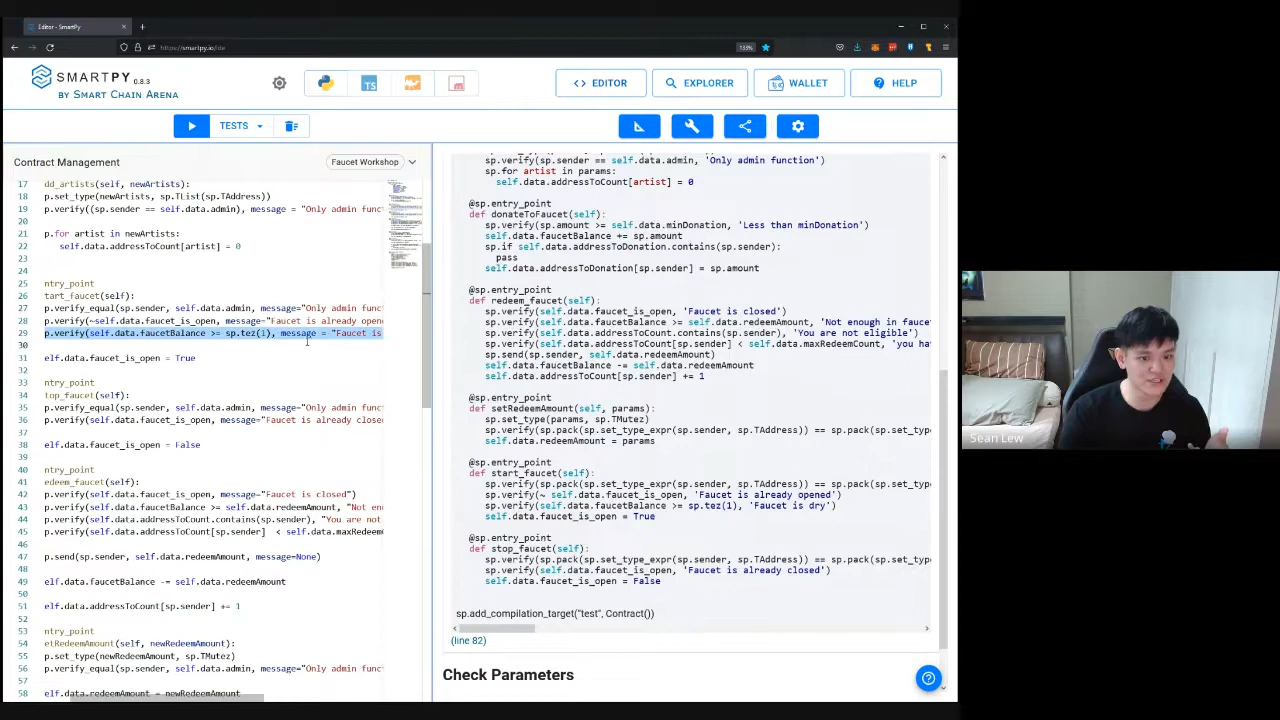 Editor - SmartPy
https://smartpy.io/ide
133%
SMARTPY 0.8.3
BY SMART CHAIN ARENA
TS
<> EDITOR
EXPLORER
WALLET
HELP
TESTS
Contract Management
Faucet Workshop
17 dd_artists(self, newArtists):
18 p.set_type(newArtists, sp.TList(sp.TAddress))
19 p.verify((sp.sender == self.data.admin), message = "Only admin func
20
21 p.for artist in newArtists:
22 self.data.addressToCount[artist] = 0
23
24
25 ntry_point
26 tart_faucet(self):
27 p.verify_equal(sp.sender, self.data.admin, message="Only admin func
28 p.verify(~self.data.faucet_is_open, message="Faucet is already opene
29 p.verify(self.data.faucetBalance >= sp.tez(1), message = "Faucet is
30
31 elf.data.faucet_is_open = True
32
33 ntry_point
34 top_faucet(self):
35 p.verify_equal(sp.sender, self.data.admin, message="Only admin func
36 p.verify(self.data.faucet_is_open, message="Faucet is already closed
37
38 elf.data.faucet_is_open = False
39
40 ntry_point
41 edeem_faucet(self):
42 p.verify(self.data.faucet_is_open, message="Faucet is closed")
43 p.verify(self.data.faucetBalance >= self.data.redeemAmount, "Not eno
44 p.verify(self.data.addressToCount.contains(sp.sender), "You are not
45 p.verify(self.data.addressToCount[sp.sender] < self.data.maxRedeemC
46
47 p.send(sp.sender, self.data.redeemAmount, message=None)
48
49 elf.data.faucetBalance -= self.data.redeemAmount
50
51 elf.data.addressToCount[sp.sender] += 1
52
53 ntry_point
54 etRedeemAmount(self, newRedeemAmount):
55 p.set_type(newRedeemAmount, sp.TMutez)
56 p.verify_equal(sp.sender, self.data.admin, message="Only admin func
57
58 elf.data.redeemAmount = newRedeemAmount
sp.verify(sp.sender == self.data.admin, 'Only admin function')
sp.for artist in params:
self.data.addressToCount[artist] = 0
@sp.entry_point
def donateToFaucet(self):
sp.verify(sp.amount >= self.data.minDonation, 'Less than minDonation')
self.data.faucetBalance += sp.amount
sp.if self.data.addressToDonation.contains(sp.sender):
pass
self.data.addressToDonation[sp.sender] = sp.amount
@sp.entry_point
def redeem_faucet(self):
sp.verify(self.data.faucet_is_open, 'Faucet is closed')
sp.verify(self.data.faucetBalance >= self.data.redeemAmount, 'Not enough in faucet
sp.verify(self.data.addressToCount.contains(sp.sender), 'You are not eligible')
sp.verify(self.data.addressToCount[sp.sender] < self.data.maxRedeemCount, 'you hav
sp.send(sp.sender, self.data.redeemAmount)
self.data.faucetBalance -= self.data.redeemAmount
self.data.addressToCount[sp.sender] += 1
@sp.entry_point
def setRedeemAmount(self, params):
sp.set_type(params, sp.TMutez)
sp.verify(sp.pack(sp.set_type_expr(sp.sender, sp.TAddress)) == sp.pack(sp.set_type
self.data.redeemAmount = params
@sp.entry_point
def start_faucet(self):
sp.verify(sp.pack(sp.set_type_expr(sp.sender, sp.TAddress)) == sp.pack(sp.set_type
sp.verify(~ self.data.faucet_is_open, 'Faucet is already opened')
sp.verify(self.data.faucetBalance >= sp.tez(1), 'Faucet is dry')
self.data.faucet_is_open = True
@sp.entry_point
def stop_faucet(self):
sp.verify(sp.pack(sp.set_type_expr(sp.sender, sp.TAddress)) == sp.pack(sp.set_type
sp.verify(self.data.faucet_is_open, 'Faucet is already closed')
self.data.faucet_is_open = False
sp.add_compilation_target("test", Contract())
(line 82)
Check Parameters
Sean Lew